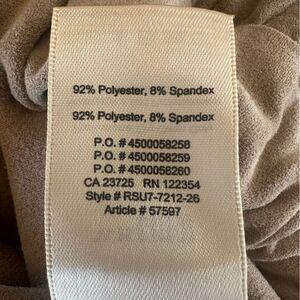 92% Polyester, 8% Spandex
92% Polyester, 8% Spandex
P.O. # 4500058258
P.O. # 4500058259
P.O. # 4500058260
CA 23725 RN 122354
Style # RSU7-7212-26
Article # 57597